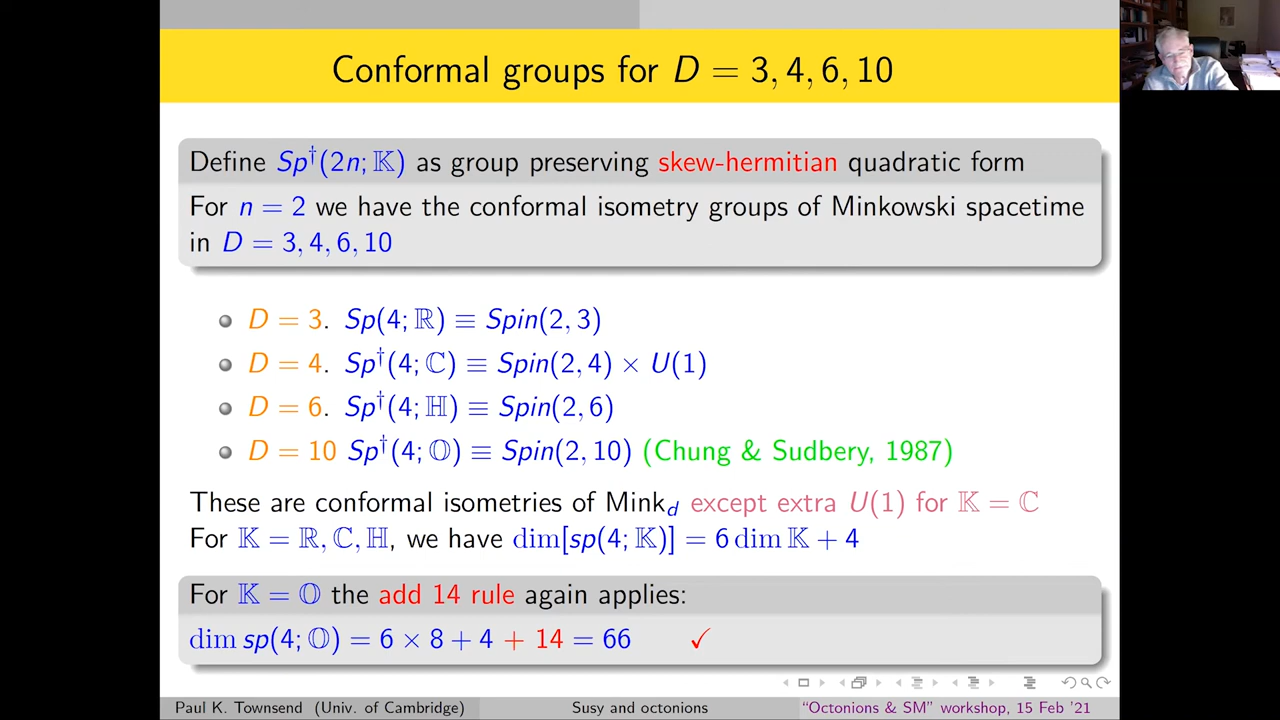 Conformal groups for D = 3, 4, 6, 10
Define Sp†(2n; 𝕂) as group preserving skew-hermitian quadratic form
For n = 2 we have the conformal isometry groups of Minkowski spacetime
in D = 3, 4, 6, 10
D = 3. Sp(4; ℝ) ≡ Spin(2, 3)
D = 4. Sp†(4; ℂ) ≡ Spin(2, 4) × U(1)
D = 6. Sp†(4; ℍ) ≡ Spin(2, 6)
D = 10 Sp†(4; 𝕆) ≡ Spin(2, 10) (Chung & Sudbery, 1987)
These are conformal isometries of Mink_d except extra U(1) for 𝕂 = ℂ
For 𝕂 = ℝ, ℂ, ℍ, we have dim[sp(4; 𝕂)] = 6 dim 𝕂 + 4
For 𝕂 = 𝕆 the add 14 rule again applies:
dim sp(4; 𝕆) = 6 × 8 + 4 + 14 = 66 ✓
Paul K. Townsend (Univ. of Cambridge) Susy and octonions "Octonions & SM" workshop, 15 Feb '21